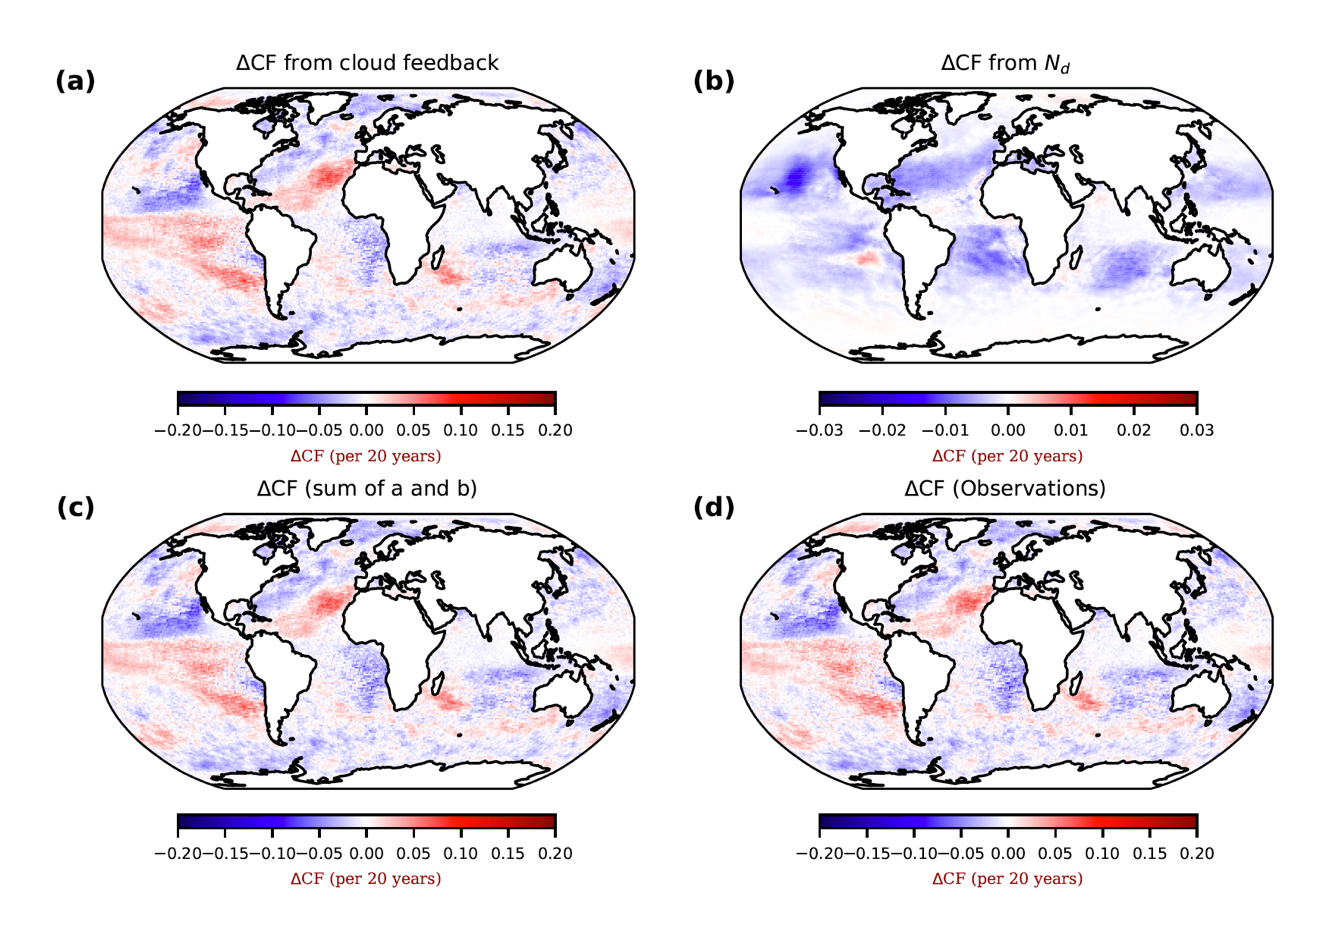 (a)
ΔCF from cloud feedback
−0.20 −0.15 −0.10 −0.05 0.00 0.05 0.10 0.15 0.20
ΔCF (per 20 years)
(b)
ΔCF from N_d
−0.03 −0.02 −0.01 0.00 0.01 0.02 0.03
ΔCF (per 20 years)
(c)
ΔCF (sum of a and b)
−0.20 −0.15 −0.10 −0.05 0.00 0.05 0.10 0.15 0.20
ΔCF (per 20 years)
(d)
ΔCF (Observations)
−0.20 −0.15 −0.10 −0.05 0.00 0.05 0.10 0.15 0.20
ΔCF (per 20 years)